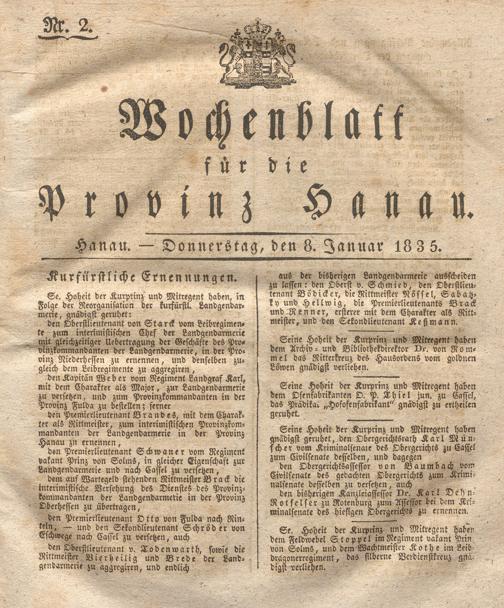 Nr. 2.
Wochenblatt
für die
Provinz Hanau.
Hanau. — Donnerstag, den 8. Januar 1835.
Kurfürstliche Ernennungen.
Se. Hoheit der Kurprinz und Mitregent haben, in
Folge der Reorganisation der kurfürstl. Landgendar-
merie, gnädigst geruhet:
den Oberstlieutenant von Starck vom Leibregimen-
te zum interimistischen Chef der Landgendarmerie
mit gleichzeitiger Uebertragung der Geschäfte des Pro-
vinzkommandanten der Landgendarmerie, in der Pro-
vinz Niederhessen zu ernennen, und denselben zu-
gleich dem Leibregimente zu aggregiren,
den Kapitän Wehr vom Regiment Landgraf Karl,
mit dem Charakter als Major, zur Landgendarmerie
zu versehen, und zum Provinzkommandanten in der
Provinz Fulda zu bestellen; ferner
den Premierlieutenant Brandes, mit dem Charak-
ter als Rittmeister, zum interimistischen Provinzkom-
mandanten der Landgendarmerie in der Provinz
Hanau zu ernennen,
den Premierlieutenant Schwaner vom Regiment
vakant Prinz von Solms, in gleicher Eigenschaft zur
Landgendarmerie und nach Cassel zu versetzen,
dem auf Wartegeld stehenden Rittmeister Brack die
interimistische Versehung des Dienstes des Provinz-
kommandanten der Landgendarmerie in der Provinz
Oberhessen zu übertragen,
den Premierlieutenant Otto von Fulda nach Rin-
teln, — und den Sekondlieutenant Schröder von
Eschwege nach Cassel zu versetzen, auch
den Oberstlieutenant v. Todenwarth, sowie die
Rittmeister Viertheilig und Brede der Land-
gendarmerie zu aggregiren, und endlich
aus der bisherigen Landgendarmerie ausscheiden
zu lassen: den Oberst v. Schmied, den Oberstlieu-
tenant Bödicker, die Rittmeister Rössel, Sabatz-
ky und Hellwig, die Premierlieutenants Brack
und Renner, ersterer mit dem Charakter als Ritt-
meister, und den Sekondlieutenant Keßmann.
Seine Hoheit der Kurprinz und Mitregent haben
dem Archiv- und Bibliothekdirektor Dr. von Rom-
mel das Ritterkreuz des Hausordens vom goldnen
Löwen gnädigst verliehen.
Seine Hoheit der Kurprinz und Mitregent haben
dem Ofenfabrikanten O. P. Thiel jun. zu Cassel,
das Prädikat „Hofofenfabrikant“ gnädigst zu ertheilen
geruhet.
Seine Hoheit der Kurprinz und Mitregent haben
gnädigst geruhet, den Obergerichtsrath Karl Mün-
scher vom Kriminalsenate des Obergerichts zu Cassel
zum Civilsenate desselben, und dagegen
den Obergerichtsassessor von Baumbach vom Civil-
senate des gedachten Obergerichts zum Krimi-
nalsenate desselben zu versetzen, auch
den bisherigen Kanzleiassessor Dr. Karl Dehn-
Rotfelser zu Rotenburg zum Assessor bei dem Kri-
minalsenate des hiesigen Obergerichts zu ernennen.
Se. Hoheit der Kurprinz und Mitregent haben
dem Feldwebel Stoppel im Regiment vakant Prinz
von Solms, und dem Wachtmeister Kothe im Leib-
dragonerregiment, das silberne Verdienstkreuz gnä-
digst verliehen.